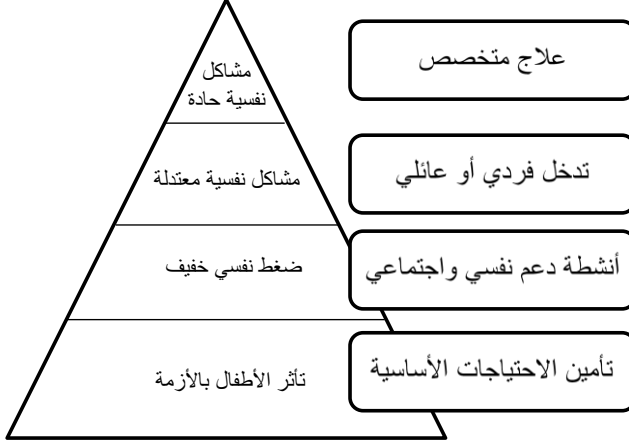 مشاكل
نفسية حادة
علاج متخصص
مشاكل نفسية معتدلة
تدخل فردي أو عائلي
ضغط نفسي خفيف
أنشطة دعم نفسي واجتماعي
تأثر الأطفال بالأزمة
تأمين الاحتياجات الأساسية